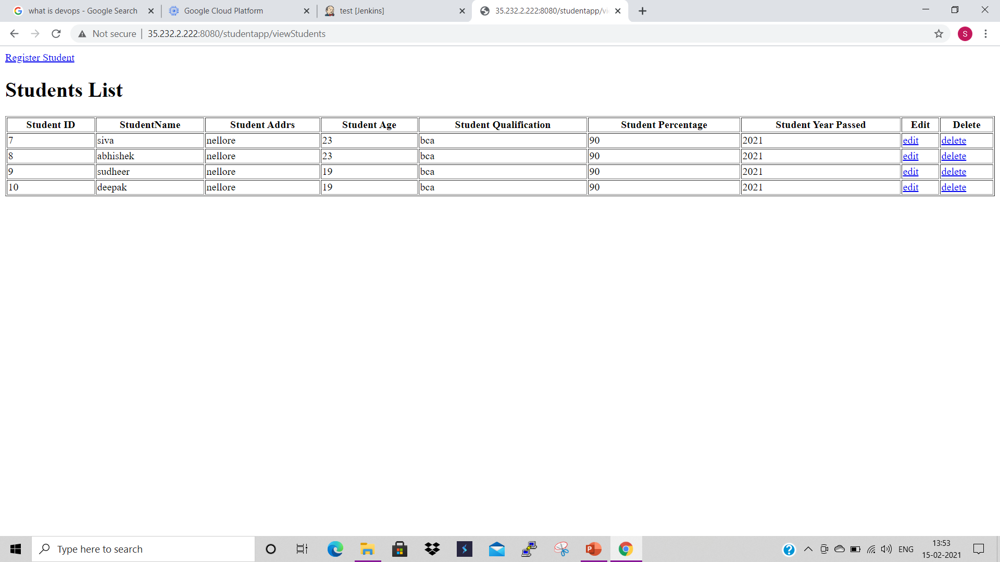 what is devops - Google Search
Google Cloud Platform
test [Jenkins]
35.232.2.222:8080/studentapp/vi
Not secure
35.232.2.222:8080/studentapp/viewStudents
S
Register Student
Students List
Student ID StudentName Student Addrs Student Age Student Qualification Student Percentage Student Year Passed Edit Delete
7 siva nellore 23 bca 90 2021 edit delete
8 abhishek nellore 23 bca 90 2021 edit delete
9 sudheer nellore 19 bca 90 2021 edit delete
10 deepak nellore 19 bca 90 2021 edit delete
Type here to search
ENG
13:53
15-02-2021